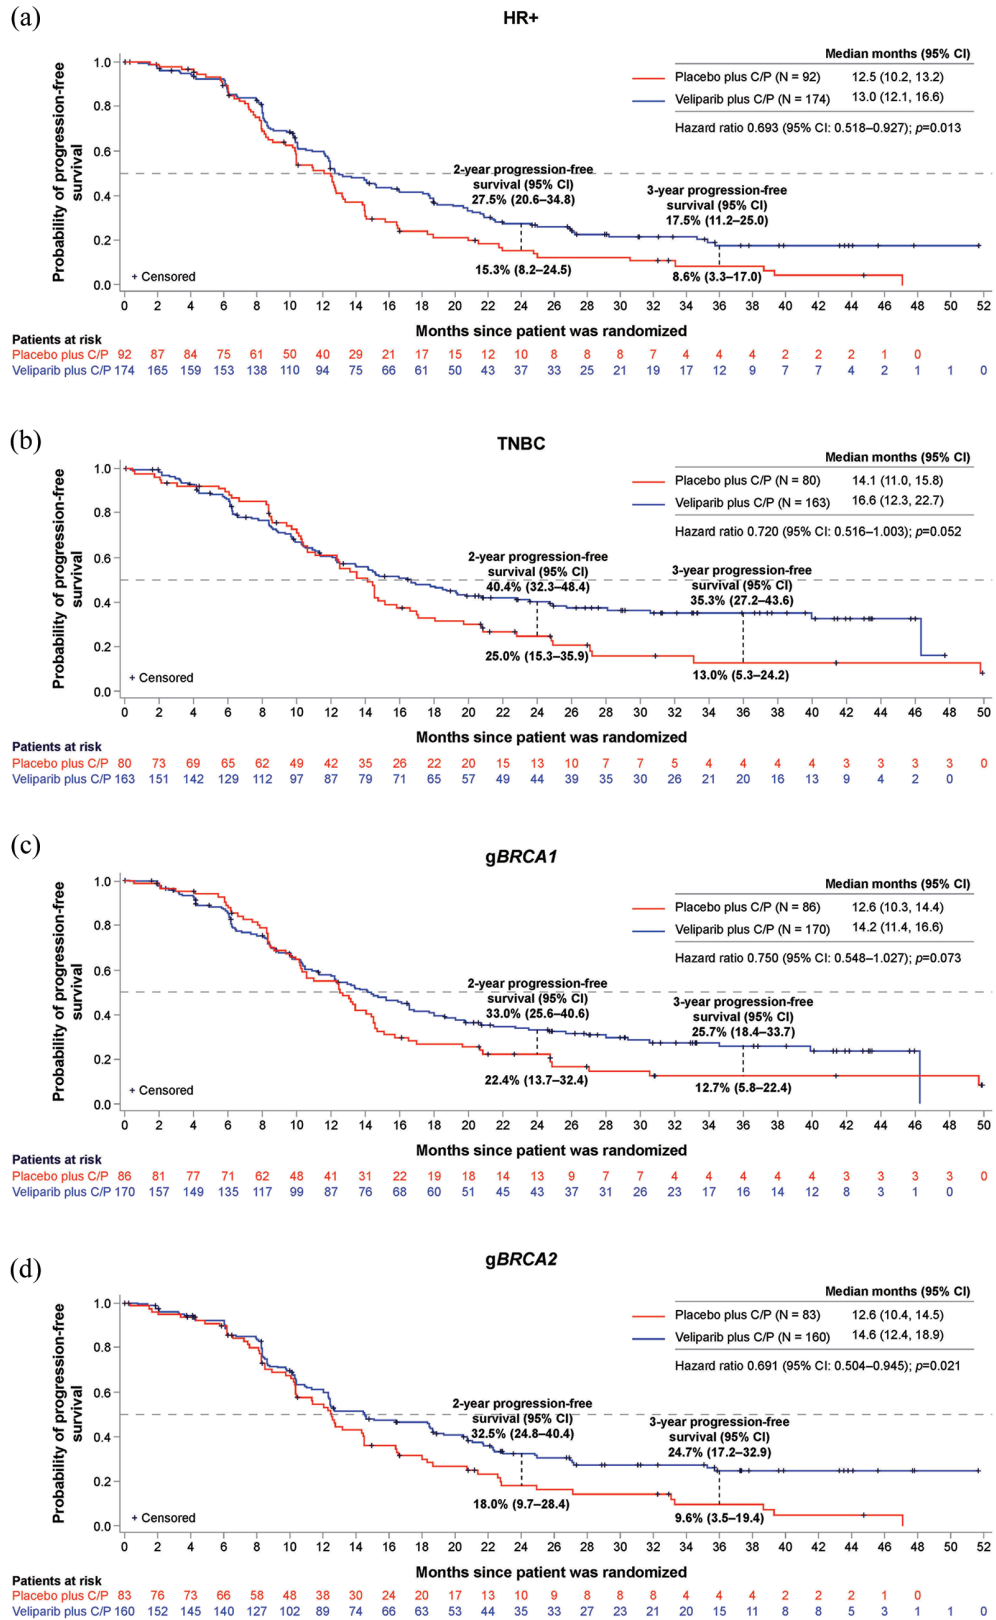 (a)
HR+
Median months (95% CI)
Placebo plus C/P (N = 92) 12.5 (10.2, 13.2)
Veliparib plus C/P (N = 174) 13.0 (12.1, 16.6)
Hazard ratio 0.693 (95% CI: 0.518–0.927); p=0.013
Probability of progression-free
survival
1.0
0.8
0.6
0.4
0.2
0.0
2-year progression-free
survival (95% CI)
27.5% (20.6–34.8)
3-year progression-free
survival (95% CI)
17.5% (11.2–25.0)
15.3% (8.2–24.5)
8.6% (3.3–17.0)
+ Censored
0 2 4 6 8 10 12 14 16 18 20 22 24 26 28 30 32 34 36 38 40 42 44 46 48 50 52
Months since patient was randomized
Patients at risk
Placebo plus C/P 92 87 84 75 61 50 40 29 21 17 15 12 10 8 8 8 7 4 4 4 2 2 2 1 0
Veliparib plus C/P 174 165 159 153 138 110 94 75 66 61 50 43 37 33 25 21 19 17 12 9 7 7 4 2 1 1 0
(b)
TNBC
Median months (95% CI)
Placebo plus C/P (N = 80) 14.1 (11.0, 15.8)
Veliparib plus C/P (N = 163) 16.6 (12.3, 22.7)
Hazard ratio 0.720 (95% CI: 0.516–1.003); p=0.052
Probability of progression-free
survival
1.0
0.8
0.6
0.4
0.2
0.0
2-year progression-free
survival (95% CI)
40.4% (32.3–48.4)
3-year progression-free
survival (95% CI)
35.3% (27.2–43.6)
25.0% (15.3–35.9)
13.0% (5.3–24.2)
+ Censored
0 2 4 6 8 10 12 14 16 18 20 22 24 26 28 30 32 34 36 38 40 42 44 46 48 50
Months since patient was randomized
Patients at risk
Placebo plus C/P 80 73 69 65 62 49 42 35 26 22 20 15 13 10 7 7 5 4 4 4 4 3 3 3 3 0
Veliparib plus C/P 163 151 142 129 112 97 87 79 71 65 57 49 44 39 35 30 26 21 20 16 13 9 4 2 0
(c)
gBRCA1
Median months (95% CI)
Placebo plus C/P (N = 86) 12.6 (10.3, 14.4)
Veliparib plus C/P (N = 170) 14.2 (11.4, 16.6)
Hazard ratio 0.750 (95% CI: 0.548–1.027); p=0.073
Probability of progression-free
survival
1.0
0.8
0.6
0.4
0.2
0.0
2-year progression-free
survival (95% CI)
33.0% (25.6–40.6)
3-year progression-free
survival (95% CI)
25.7% (18.4–33.7)
22.4% (13.7–32.4)
12.7% (5.8–22.4)
+ Censored
0 2 4 6 8 10 12 14 16 18 20 22 24 26 28 30 32 34 36 38 40 42 44 46 48 50
Months since patient was randomized
Patients at risk
Placebo plus C/P 86 81 77 71 62 48 41 31 22 19 18 14 13 9 7 7 4 4 4 4 4 3 3 3 3 0
Veliparib plus C/P 170 157 149 135 117 99 87 76 68 60 51 45 43 37 31 26 23 17 16 14 12 8 3 1 0
(d)
gBRCA2
Median months (95% CI)
Placebo plus C/P (N = 83) 12.6 (10.4, 14.5)
Veliparib plus C/P (N = 160) 14.6 (12.4, 18.9)
Hazard ratio 0.691 (95% CI: 0.504–0.945); p=0.021
Probability of progression-free
survival
1.0
0.8
0.6
0.4
0.2
0.0
2-year progression-free
survival (95% CI)
32.5% (24.8–40.4)
3-year progression-free
survival (95% CI)
24.7% (17.2–32.9)
18.0% (9.7–28.4)
9.6% (3.5–19.4)
+ Censored
0 2 4 6 8 10 12 14 16 18 20 22 24 26 28 30 32 34 36 38 40 42 44 46 48 50 52
Months since patient was randomized
Patients at risk
Placebo plus C/P 83 76 73 66 58 48 38 30 24 20 17 13 10 9 8 8 8 4 4 4 2 2 2 1 0
Veliparib plus C/P 160 152 145 140 127 102 89 74 66 63 53 44 35 33 27 23 21 20 15 11 8 8 5 3 1 1 0